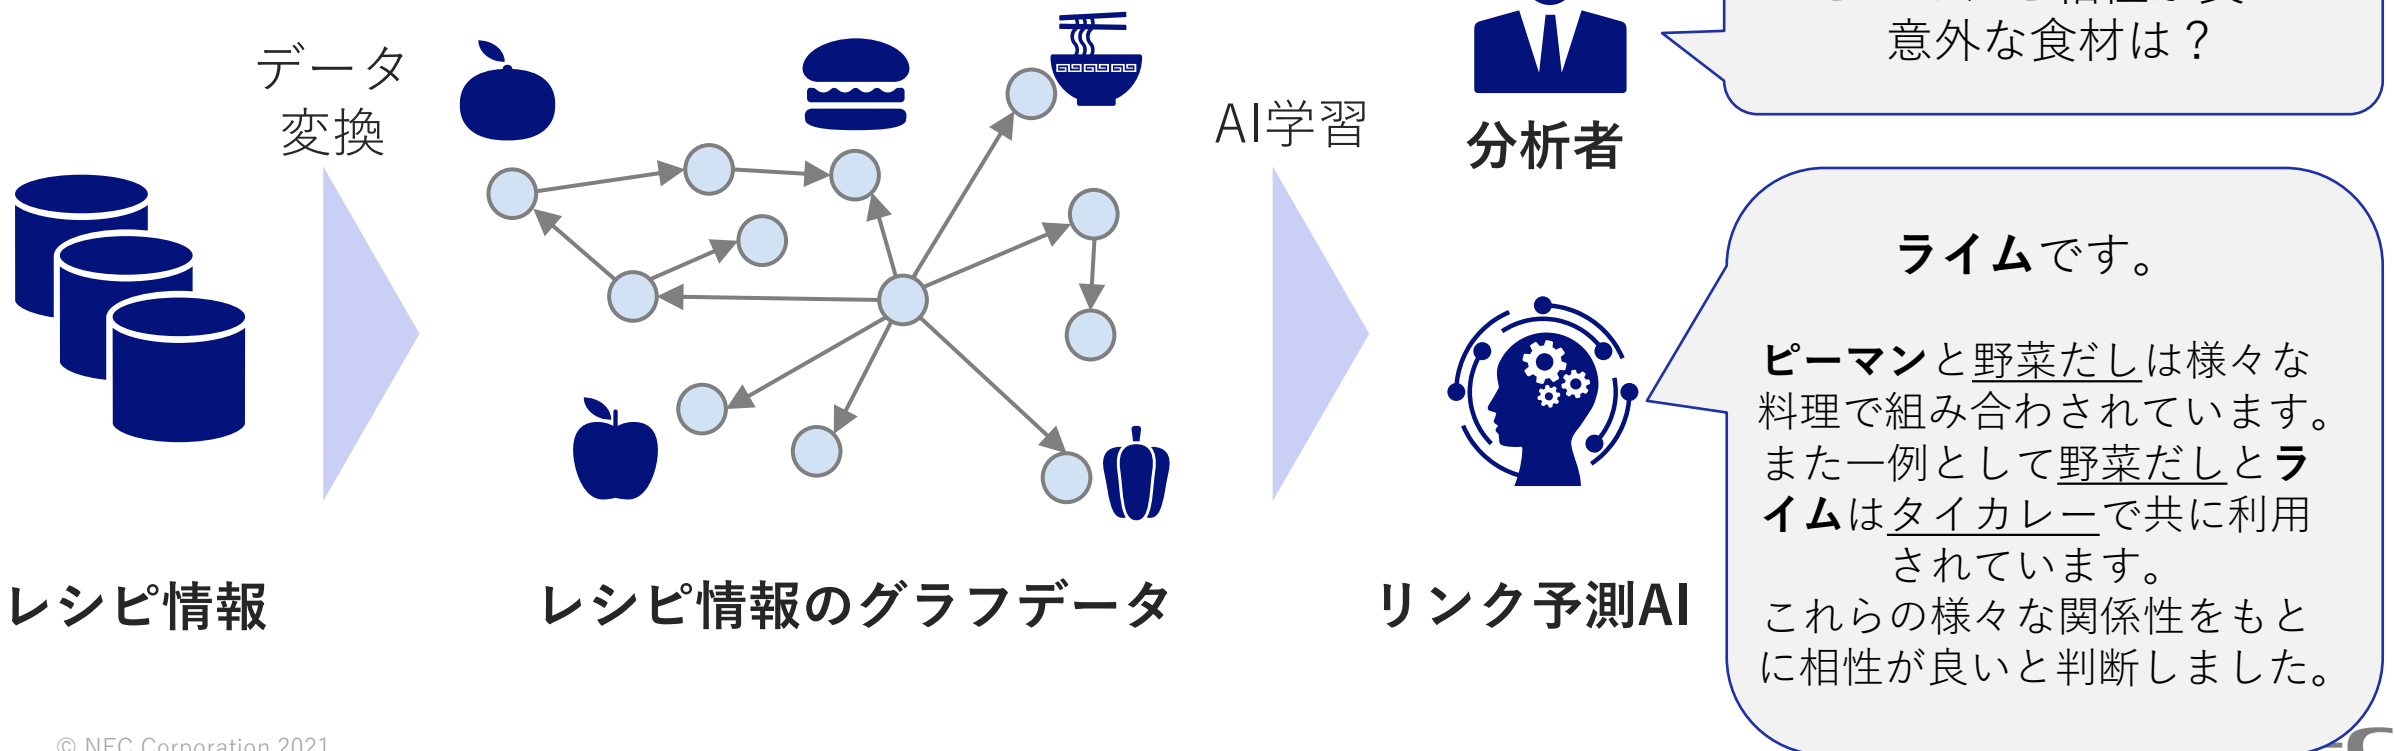 意外な食材は？
データ
変換
AI学習
分析者
ライムです。
ピーマンと野菜だしは様々な
料理で組み合わされています。
また一例として野菜だしとラ
イムはタイカレーで共に利用
されています。
これらの様々な関係性をもと
に相性が良いと判断しました。
レシピ情報
レシピ情報のグラフデータ
リンク予測AI
© NEC Corporation 2021